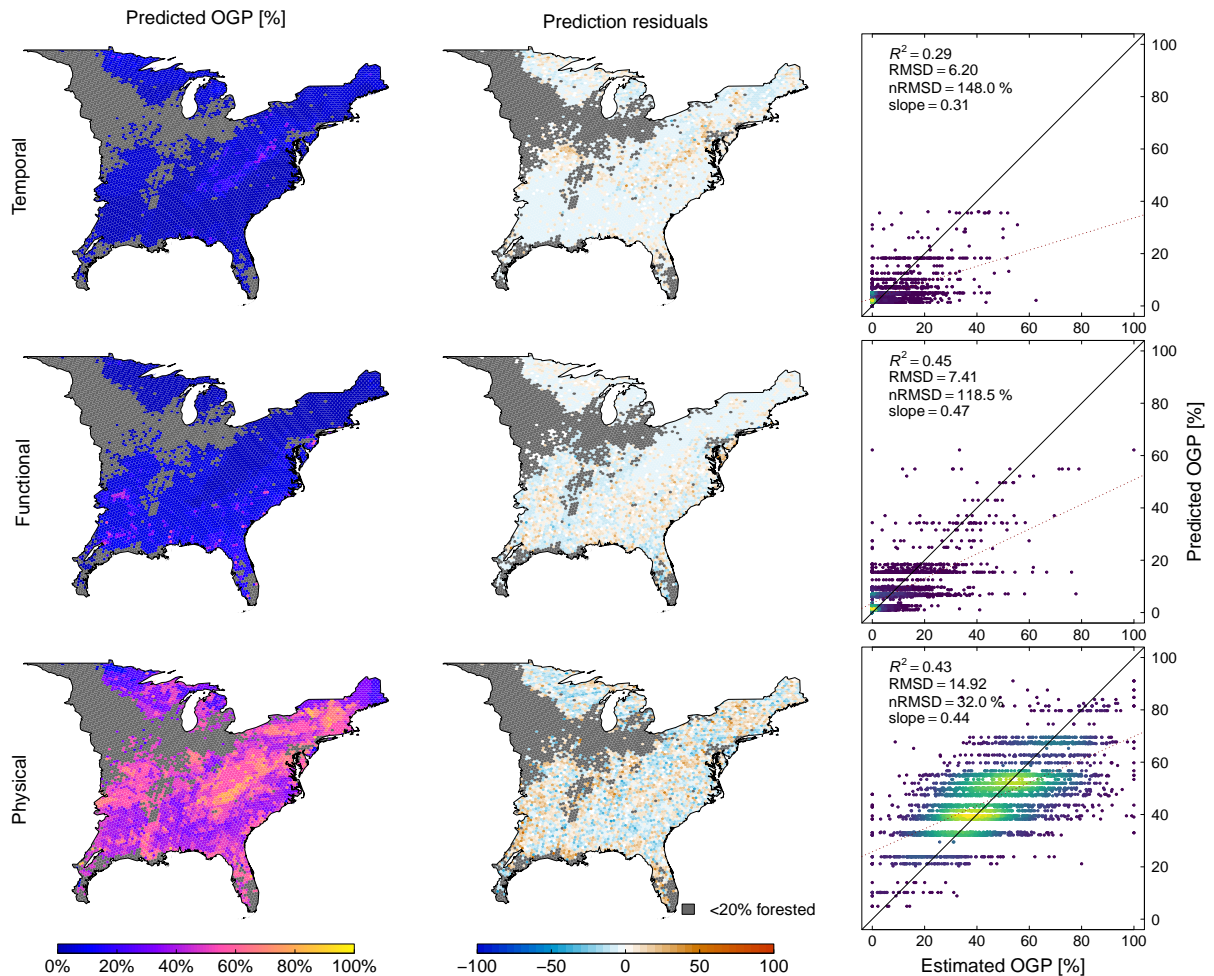 Predicted OGP [%]
Prediction residuals
Temporal
R² = 0.29
RMSD = 6.20
nRMSD = 148.0 %
slope = 0.31
100
80
60
40
20
0
0 20 40 60 80 100
Functional
R² = 0.45
RMSD = 7.41
nRMSD = 118.5 %
slope = 0.47
100
80
60
40
20
0
0 20 40 60 80 100
Predicted OGP [%]
Physical
R² = 0.43
RMSD = 14.92
nRMSD = 32.0 %
slope = 0.44
100
80
60
40
20
0
0 20 40 60 80 100
Estimated OGP [%]
<20% forested
0% 20% 40% 60% 80% 100%
−100 −50 0 50 100